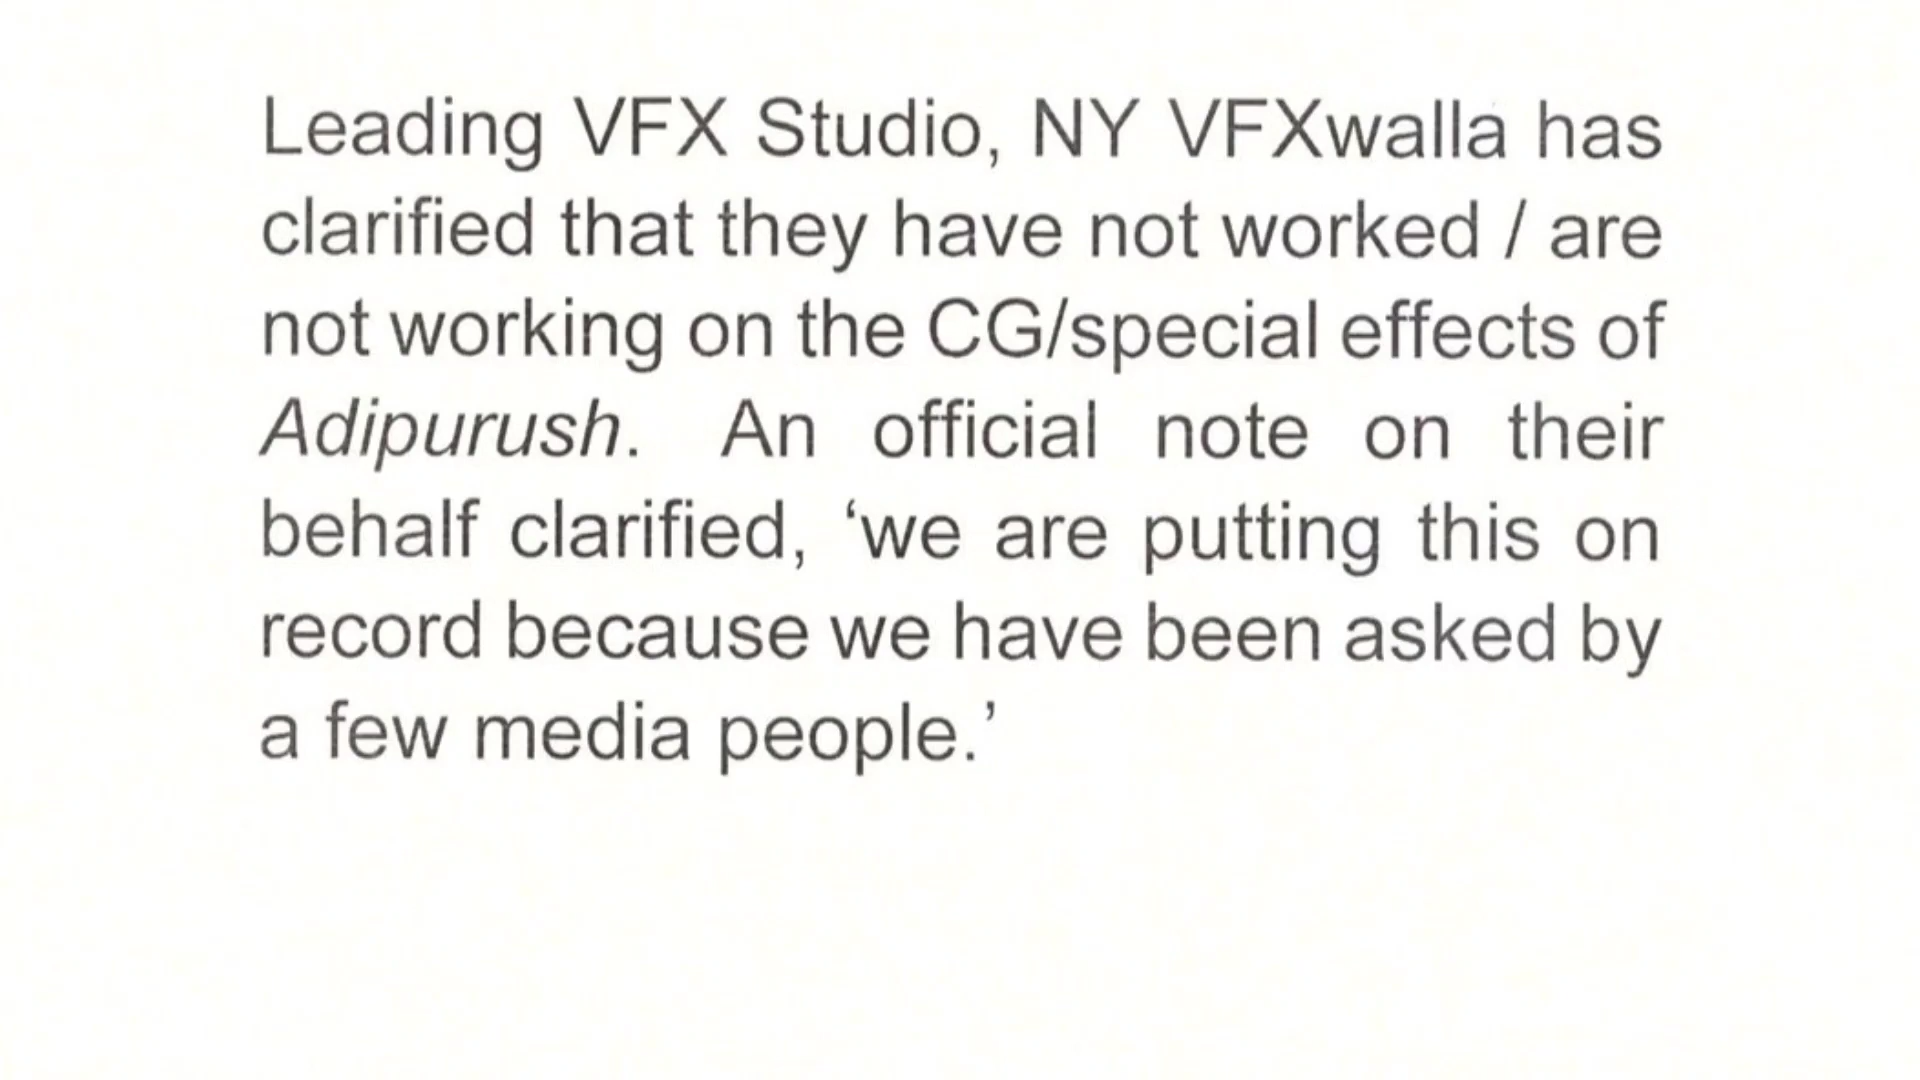 Leading VFX Studio, NY VFXwalla has
clarified that they have not worked / are
not working on the CG/special effects of
Adipurush. An official note on their
behalf clarified, ‘we are putting this on
record because we have been asked by
a few media people.’